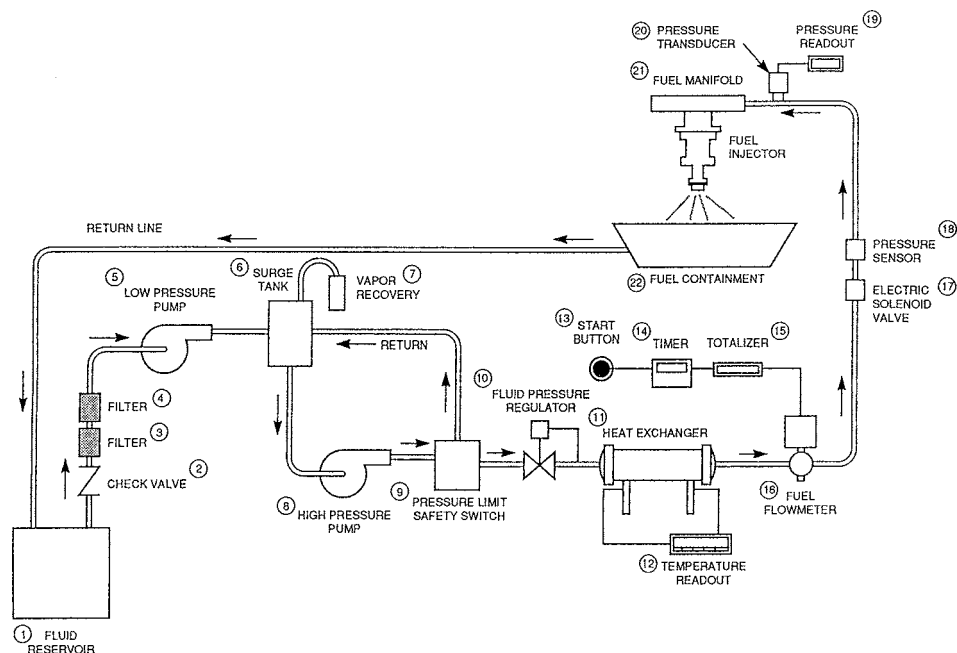 20 PRESSURE
TRANSDUCER
PRESSURE 19
READOUT
21 FUEL MANIFOLD
FUEL
INJECTOR
RETURN LINE
18
PRESSURE
SENSOR
22 FUEL CONTAINMENT
17
ELECTRIC
SOLENOID
VALVE
5
LOW PRESSURE
PUMP
6 SURGE
TANK
VAPOR 7
RECOVERY
RETURN
13
START
BUTTON
14
TIMER
15
TOTALIZER
FILTER 4
FILTER 3
CHECK VALVE 2
10
FLUID PRESSURE
REGULATOR
11
HEAT EXCHANGER
8 HIGH PRESSURE
PUMP
9 PRESSURE LIMIT
SAFETY SWITCH
16 FUEL
FLOWMETER
12 TEMPERATURE
READOUT
1 FLUID
RESERVOIR